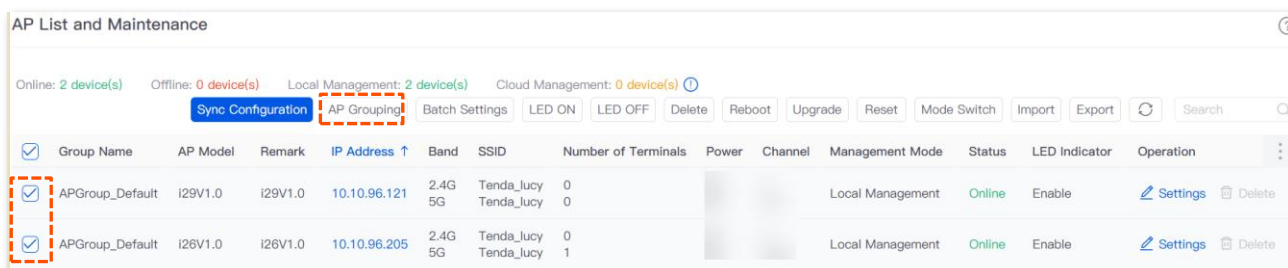 AP List and Maintenance
Online: 2 device(s) Offline: 0 device(s) Local Management: 2 device(s) Cloud Management: 0 device(s)
Sync Configuration AP Grouping Batch Settings LED ON LED OFF Delete Reboot Upgrade Reset Mode Switch Import Export Search
Group Name AP Model Remark IP Address ↑ Band SSID Number of Terminals Power Channel Management Mode Status LED Indicator Operation
APGroup_Default i29V1.0 i29V1.0 10.10.96.121 2.4G Tenda_lucy 0 Local Management Online Enable Settings Delete
5G Tenda_lucy 0
APGroup_Default i26V1.0 i26V1.0 10.10.96.205 2.4G Tenda_lucy 0 Local Management Online Enable Settings Delete
5G Tenda_lucy 1